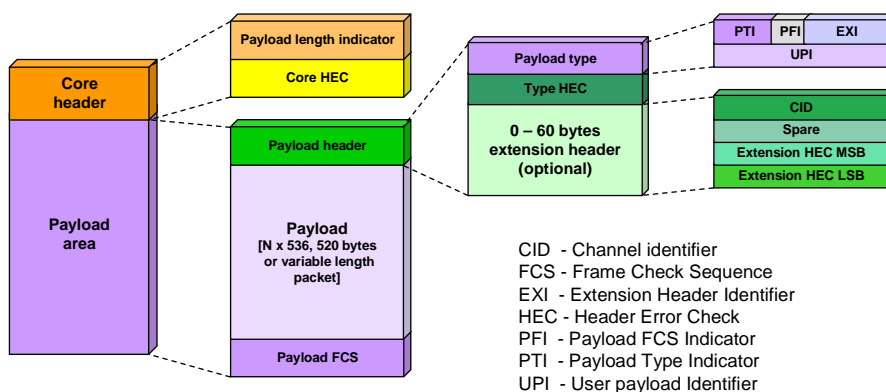 Core
header
Payload
area
Payload length indicator
Core HEC
Payload header
Payload
[N x 536, 520 bytes
or variable length
packet]
Payload FCS
Payload type
Type HEC
0 – 60 bytes
extension header
(optional)
PTI PFI EXI
UPI
CID
Spare
Extension HEC MSB
Extension HEC LSB
CID - Channel identifier
FCS - Frame Check Sequence
EXI - Extension Header Identifier
HEC - Header Error Check
PFI - Payload FCS Indicator
PTI - Payload Type Indicator
UPI - User payload Identifier